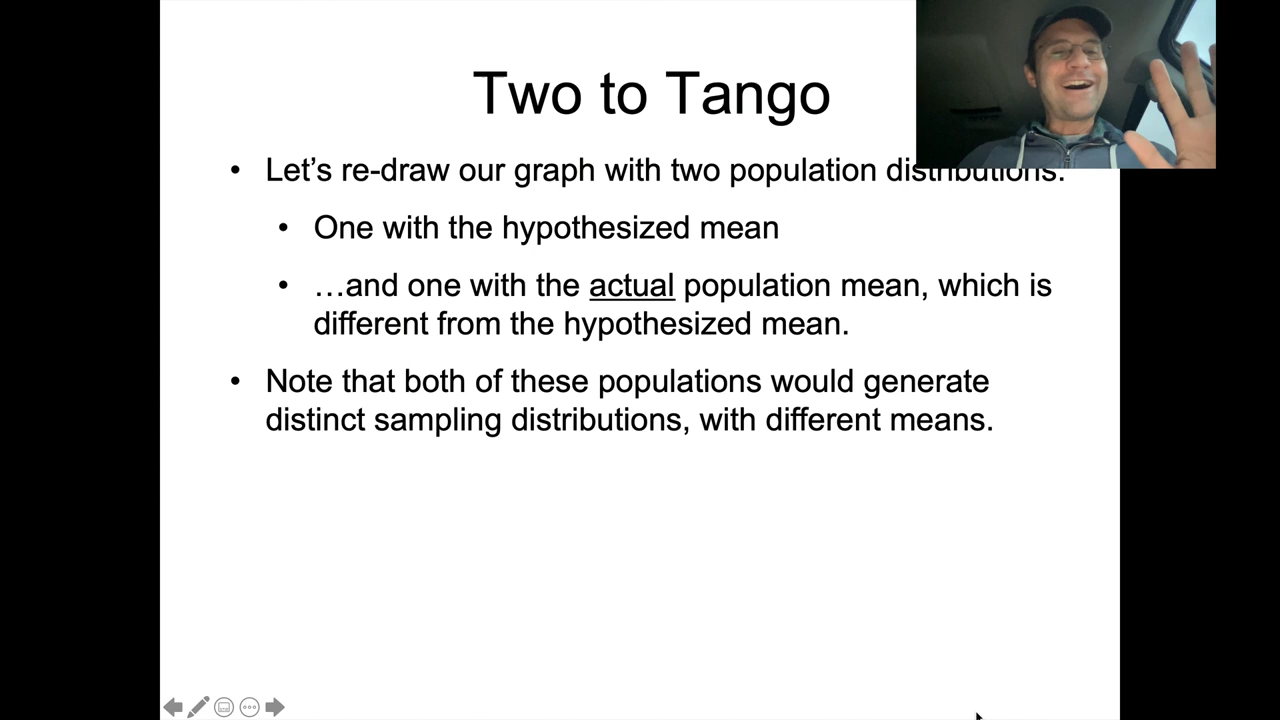 Two to Tango
• Let's re-draw our graph with two population distributions:
• One with the hypothesized mean
• …and one with the actual population mean, which is
different from the hypothesized mean.
• Note that both of these populations would generate
distinct sampling distributions, with different means.